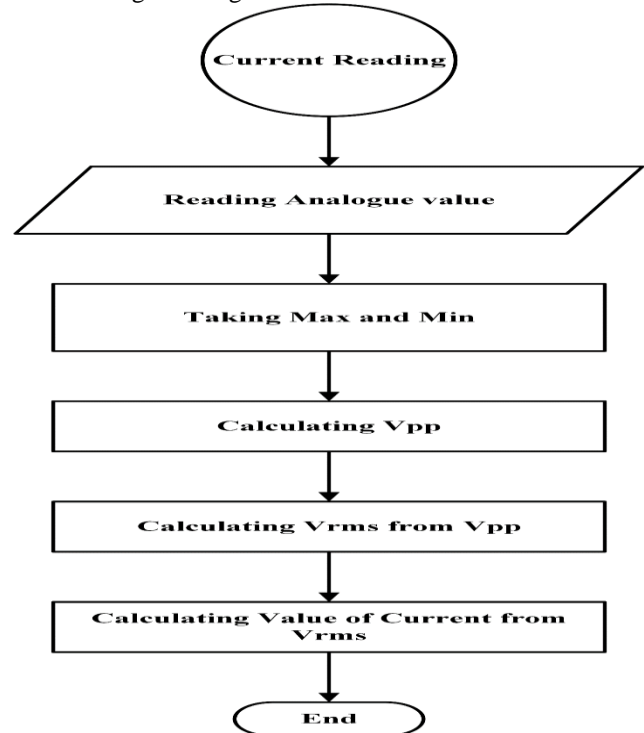 Current Reading
Reading Analogue value
Taking Max and Min
Calculating Vpp
Calculating Vrms from Vpp
Calculating Value of Current from
Vrms
End